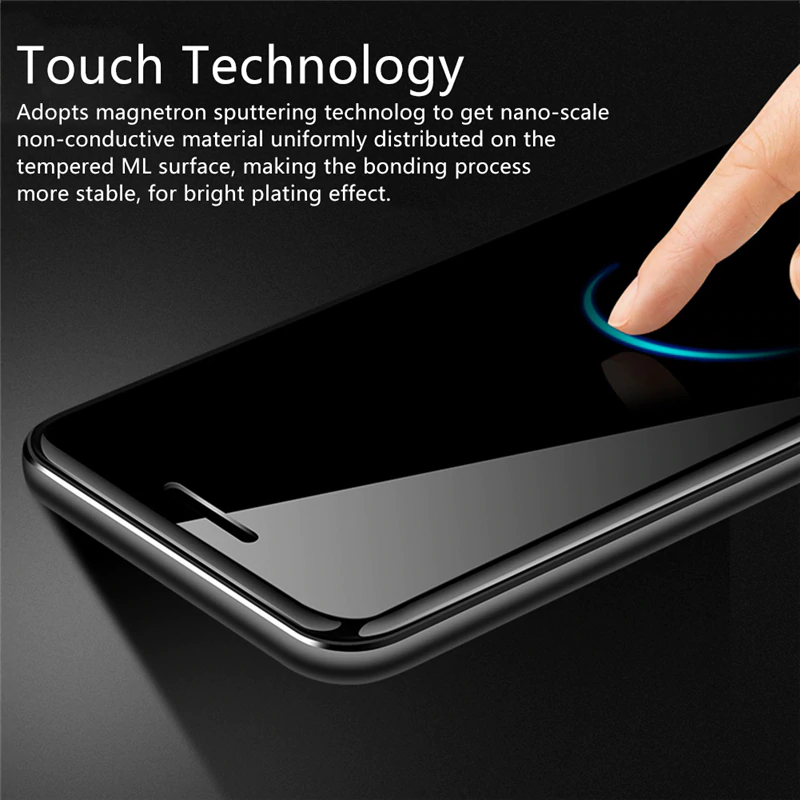 Touch Technology
Adopts magnetron sputtering technolog to get nano-scale
non-conductive material uniformly distributed on the
tempered ML surface, making the bonding process
more stable, for bright plating effect.